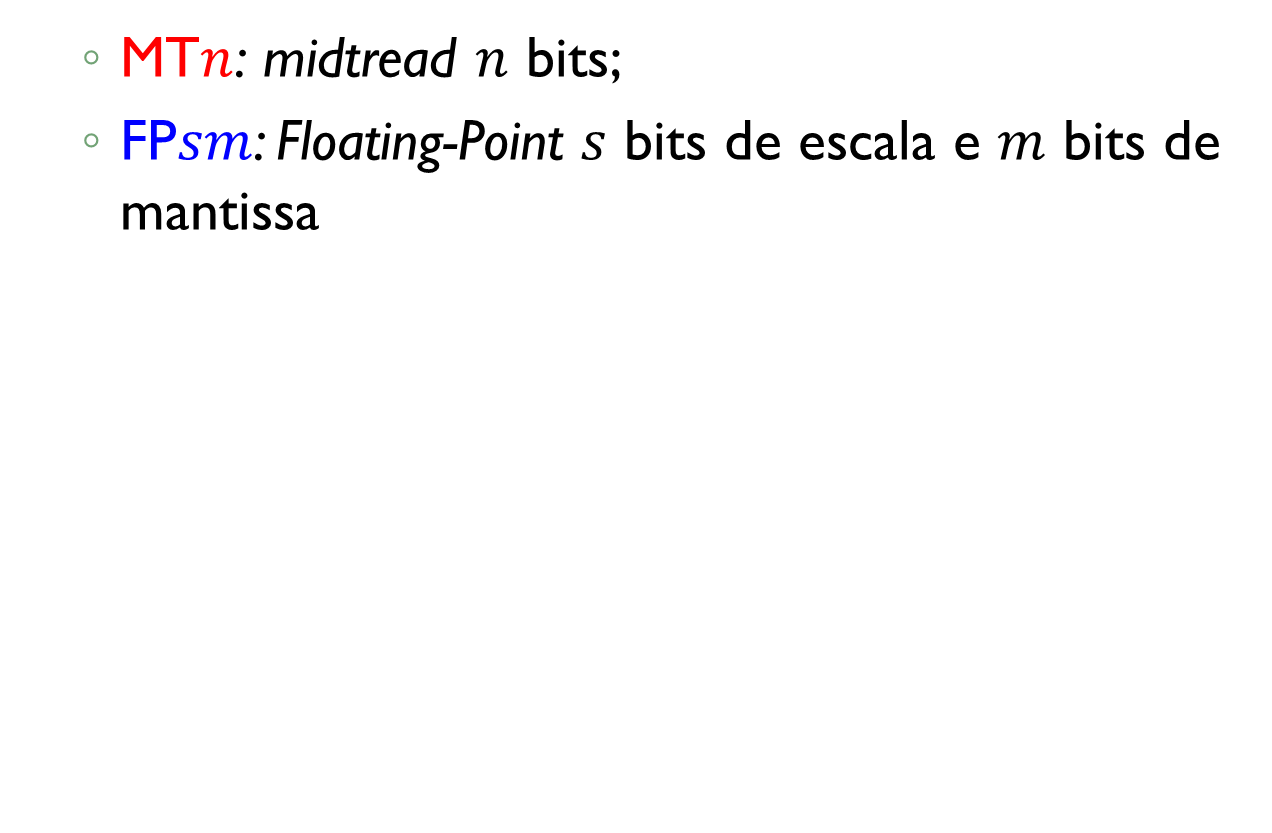 ◦ MTn: midtread n bits;
◦ FPsm: Floating-Point s bits de escala e m bits de
mantissa